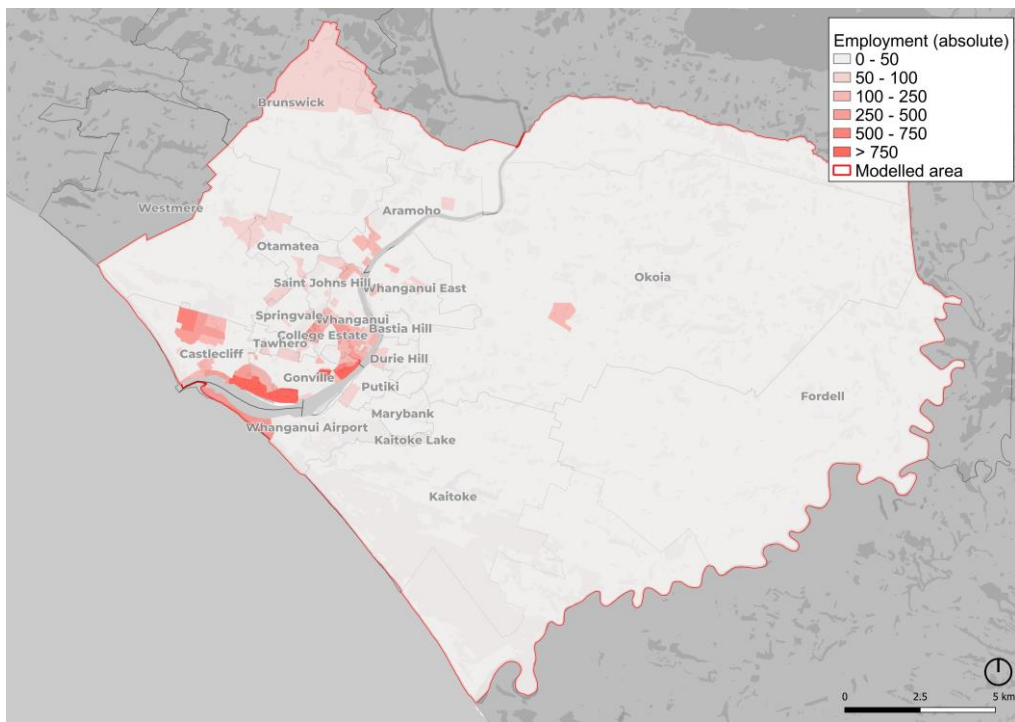 Employment (absolute)
0 - 50
50 - 100
100 - 250
250 - 500
500 - 750
> 750
Modelled area
Brunswick
Westmere
Aramoho
Otamatea
Okoia
Saint Johns Hill
Whanganui East
Springvale
Whanganui
College Estate
Bastia Hill
Tawhero
Castlecliff
Durie Hill
Gonville
Putiki
Fordell
Marybank
Whanganui Airport
Kaitoke Lake
Kaitoke
0 2.5 5 km